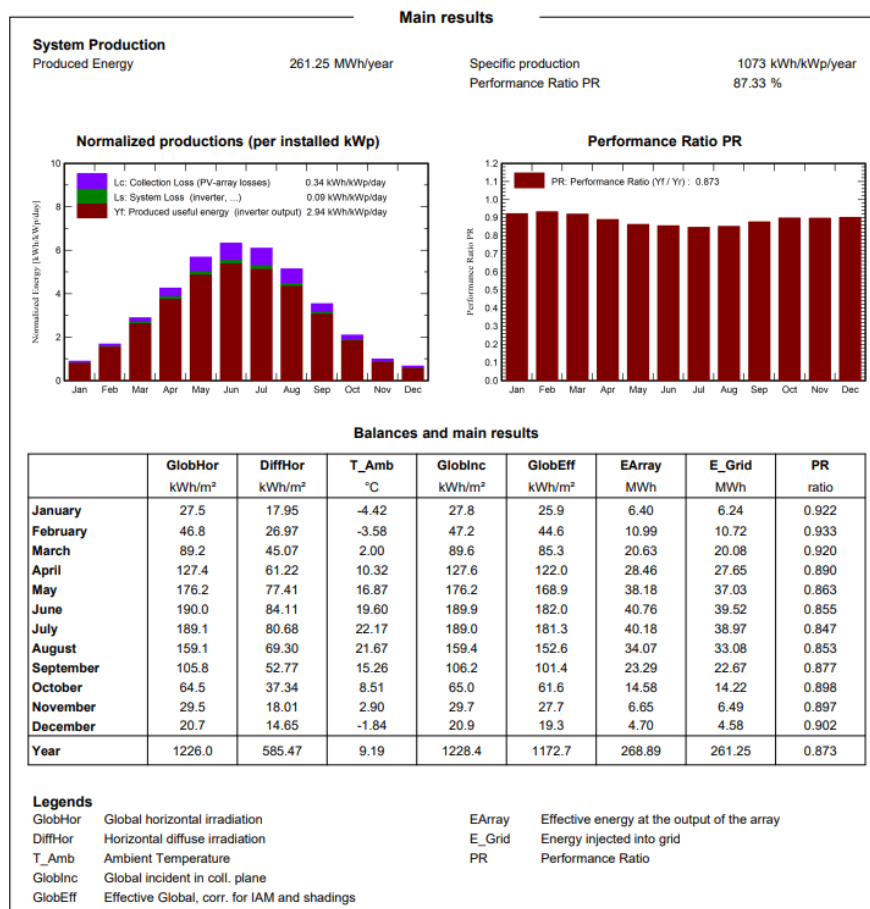 Main results
System Production
Produced Energy 261.25 MWh/year Specific production 1073 kWh/kWp/year
Performance Ratio PR 87.33 %
Normalized productions (per installed kWp)
10
8
6
4
2
0
Normalized Energy [kWh/kWp/day]
Lc: Collection Loss (PV-array losses) 0.34 kWh/kWp/day
Ls: System Loss (inverter, ...) 0.09 kWh/kWp/day
Yf: Produced useful energy (inverter output) 2.94 kWh/kWp/day
Jan Feb Mar Apr May Jun Jul Aug Sep Oct Nov Dec
Performance Ratio PR
1.2
1.1
1.0
0.9
0.8
0.7
0.6
0.5
0.4
0.3
0.2
0.1
0.0
Performance Ratio PR
PR: Performance Ratio (Yf / Yr) : 0.873
Jan Feb Mar Apr May Jun Jul Aug Sep Oct Nov Dec
Balances and main results
GlobHor DiffHor T_Amb GlobInc GlobEff EArray E_Grid PR
kWh/m² kWh/m² °C kWh/m² kWh/m² MWh MWh ratio
January 27.5 17.95 -4.42 27.8 25.9 6.40 6.24 0.922
February 46.8 26.97 -3.58 47.2 44.6 10.99 10.72 0.933
March 89.2 45.07 2.00 89.6 85.3 20.63 20.08 0.920
April 127.4 61.22 10.32 127.6 122.0 28.46 27.65 0.890
May 176.2 77.41 16.87 176.2 168.9 38.18 37.03 0.863
June 190.0 84.11 19.60 189.9 182.0 40.76 39.52 0.855
July 189.1 80.68 22.17 189.0 181.3 40.18 38.97 0.847
August 159.1 69.30 21.67 159.4 152.6 34.07 33.08 0.853
September 105.8 52.77 15.26 106.2 101.4 23.29 22.67 0.877
October 64.5 37.34 8.51 65.0 61.6 14.58 14.22 0.898
November 29.5 18.01 2.90 29.7 27.7 6.65 6.49 0.897
December 20.7 14.65 -1.84 20.9 19.3 4.70 4.58 0.902
Year 1226.0 585.47 9.19 1228.4 1172.7 268.89 261.25 0.873
Legends
GlobHor Global horizontal irradiation EArray Effective energy at the output of the array
DiffHor Horizontal diffuse irradiation E_Grid Energy injected into grid
T_Amb Ambient Temperature PR Performance Ratio
GlobInc Global incident in coll. plane
GlobEff Effective Global, corr. for IAM and shadings